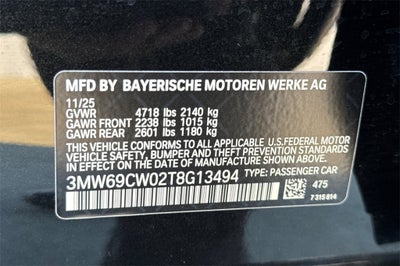 MFD BY BAYERISCHE MOTOREN WERKE AG
11/25
GVWR 4718 lbs 2140 kg
GAWR FRONT 2238 lbs 1015 kg
GAWR REAR 2601 lbs 1180 kg
THIS VEHICLE CONFORMS TO ALL APPLICABLE U.S.FEDERAL MOTOR
VEHICLE SAFETY, BUMPER, AND THEFT PREVENTION STANDARDS
IN EFFECT ON THE DATE OF MANUFACTURE SHOWN ABOVE.
3MW69CW02T8G13494 TYPE: PASSENGER CAR
475
7315814